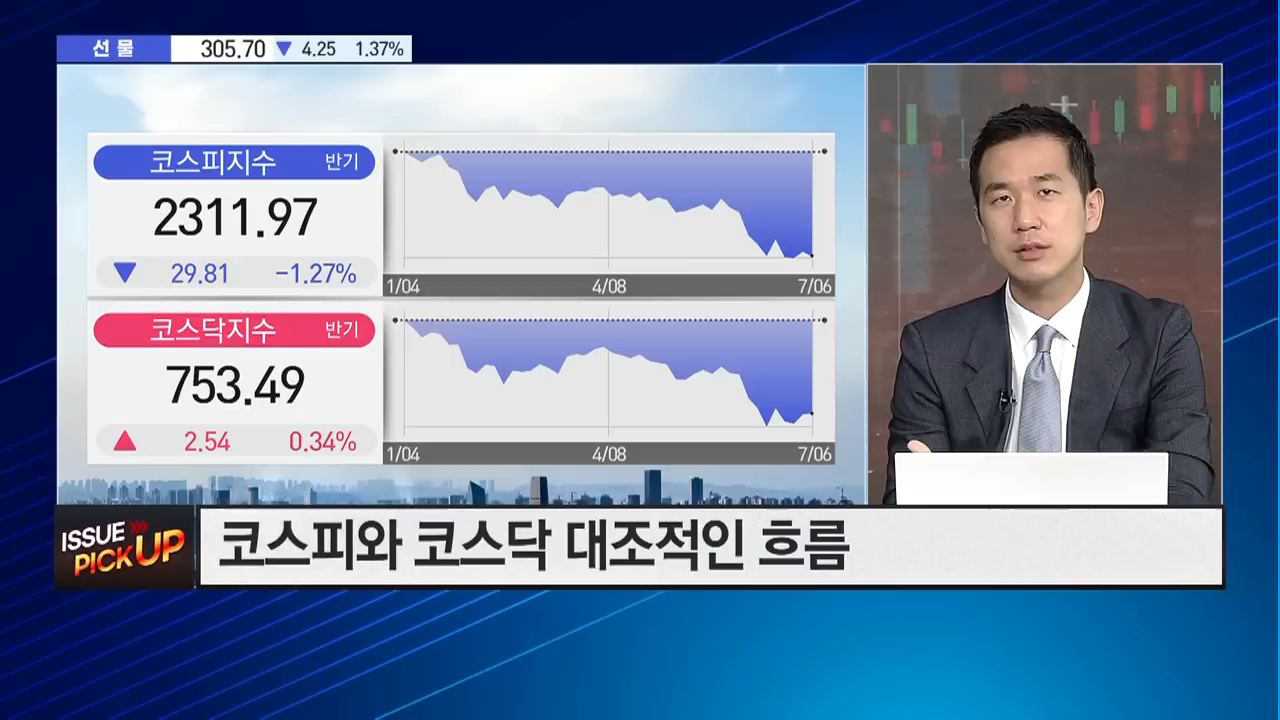 선물 305.70 ▼ 4.25 1.37%
코스피지수 반기
2311.97
▼ 29.81 -1.27%
1/04 4/08 7/06
코스닥지수 반기
753.49
▲ 2.54 0.34%
1/04 4/08 7/06
ISSUE
PICK UP
코스피와 코스닥 대조적인 흐름